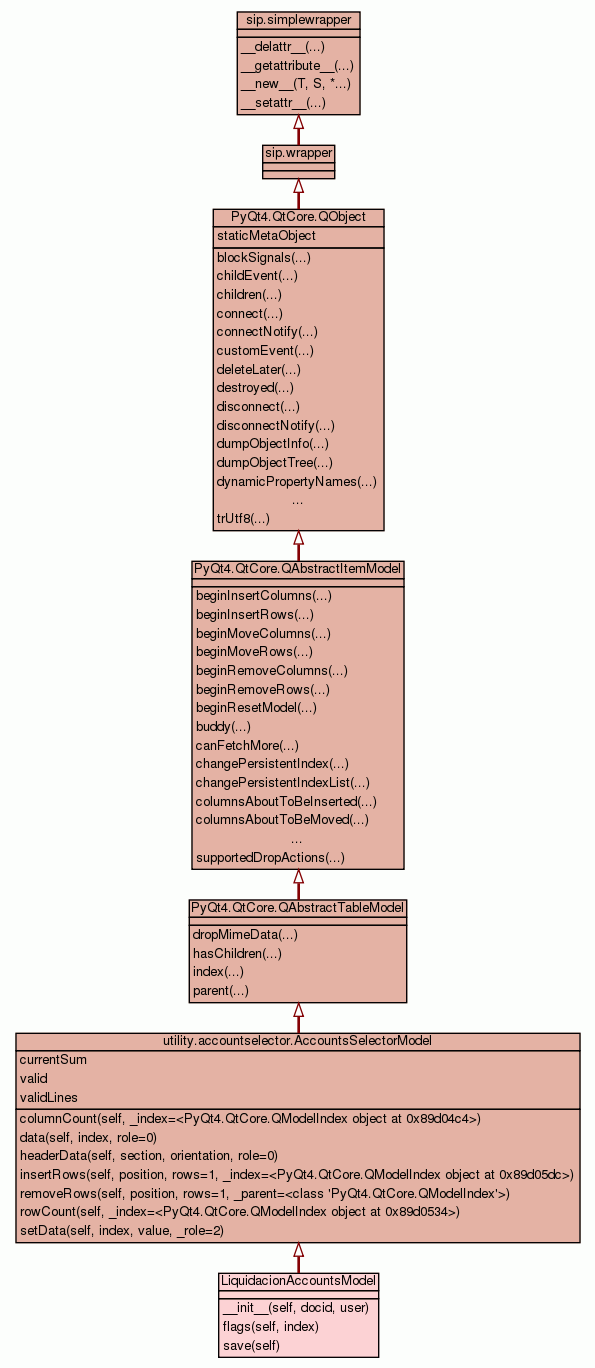 sip.simplewrapper
__delattr__(...)
__getattribute__(...)
__new__(T, S, *...)
__setattr__(...)
sip.wrapper
PyQt4.QtCore.QObject
staticMetaObject
blockSignals(...)
childEvent(...)
children(...)
connect(...)
connectNotify(...)
customEvent(...)
deleteLater(...)
destroyed(...)
disconnect(...)
disconnectNotify(...)
dumpObjectInfo(...)
dumpObjectTree(...)
dynamicPropertyNames(...)
...
trUtf8(...)
PyQt4.QtCore.QAbstractItemModel
beginInsertColumns(...)
beginInsertRows(...)
beginMoveColumns(...)
beginMoveRows(...)
beginRemoveColumns(...)
beginRemoveRows(...)
beginResetModel(...)
buddy(...)
canFetchMore(...)
changePersistentIndex(...)
changePersistentIndexList(...)
columnsAboutToBeInserted(...)
columnsAboutToBeMoved(...)
...
supportedDropActions(...)
PyQt4.QtCore.QAbstractTableModel
dropMimeData(...)
hasChildren(...)
index(...)
parent(...)
utility.accountselector.AccountsSelectorModel
currentSum
valid
validLines
columnCount(self, _index=<PyQt4.QtCore.QModelIndex object at 0x89d04c4>)
data(self, index, role=0)
headerData(self, section, orientation, role=0)
insertRows(self, position, rows=1, _index=<PyQt4.QtCore.QModelIndex object at 0x89d05dc>)
removeRows(self, position, rows=1, _parent=<class 'PyQt4.QtCore.QModelIndex'>)
rowCount(self, _index=<PyQt4.QtCore.QModelIndex object at 0x89d0534>)
setData(self, index, value, _role=2)
LiquidacionAccountsModel
__init__(self, docid, user)
flags(self, index)
save(self)